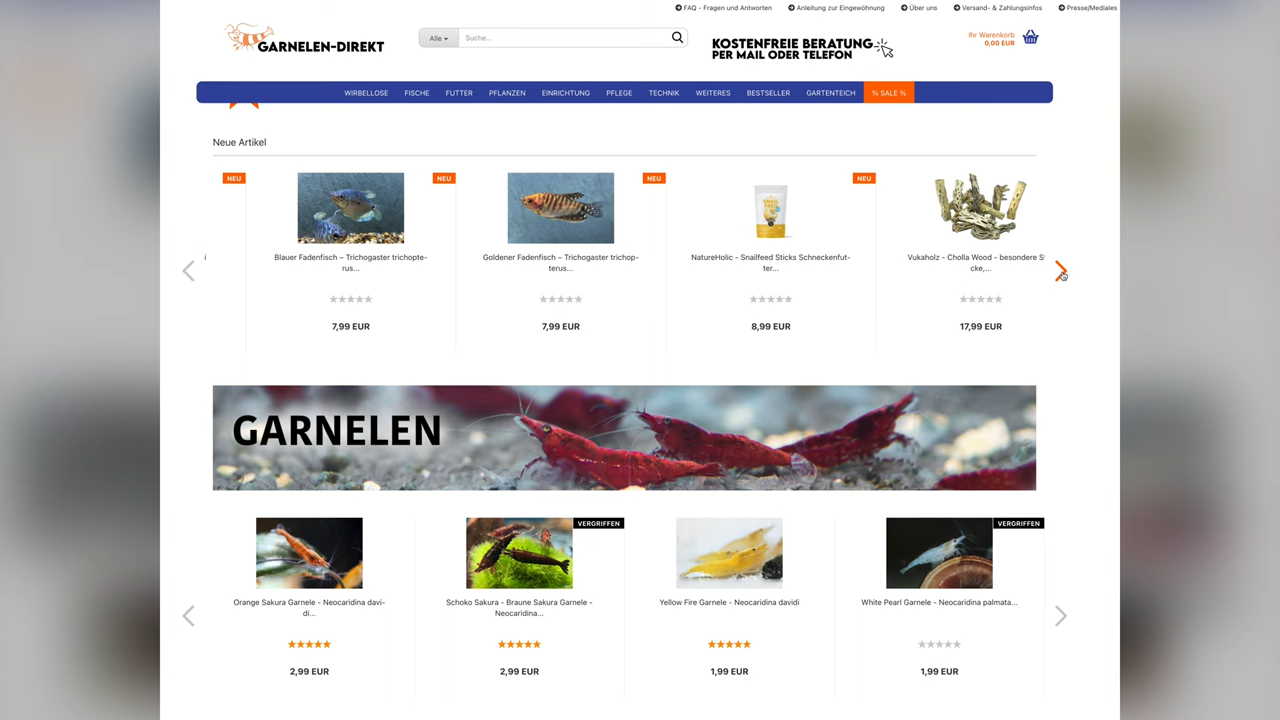 FAQ - Fragen und Antworten
Anleitung zur Eingewöhnung
Über uns
Versand- & Zahlungsinfos
Presse/Mediales
GARNELEN-DIREKT
Alle
Suche...
KOSTENFREIE BERATUNG
PER MAIL ODER TELEFON
Ihr Warenkorb
0,00 EUR
WIRBELLOSE
FISCHE
FUTTER
PFLANZEN
EINRICHTUNG
PFLEGE
TECHNIK
WEITERES
BESTSELLER
GARTENTEICH
% SALE %
Neue Artikel
NEU
NEU
NEU
NEU
i
Blauer Fadenfisch – Trichogaster trichopte-
rus...
7,99 EUR
Goldener Fadenfisch – Trichogaster trichop-
terus...
7,99 EUR
NatureHolic - Snailfeed Sticks Schneckenfut-
ter...
8,99 EUR
Vukaholz - Cholla Wood - besondere St
cke,...
17,99 EUR
GARNELEN
Orange Sakura Garnele - Neocaridina davi-
di...
2,99 EUR
VERGRIFFEN
Schoko Sakura - Braune Sakura Garnele -
Neocaridina...
2,99 EUR
Yellow Fire Garnele - Neocaridina davidi
1,99 EUR
VERGRIFFEN
White Pearl Garnele - Neocaridina palmata...
1,99 EUR